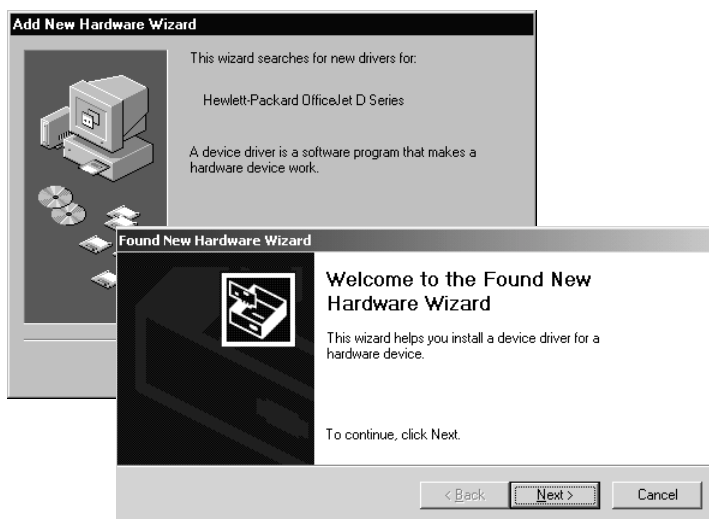 Add New Hardware Wizard
This wizard searches for new drivers for:
Hewlett-Packard OfficeJet D Series
A device driver is a software program that makes a
hardware device work.
Found New Hardware Wizard
Welcome to the Found New
Hardware Wizard
This wizard helps you install a device driver for a
hardware device.
To continue, click Next.
< Back
Next >
Cancel